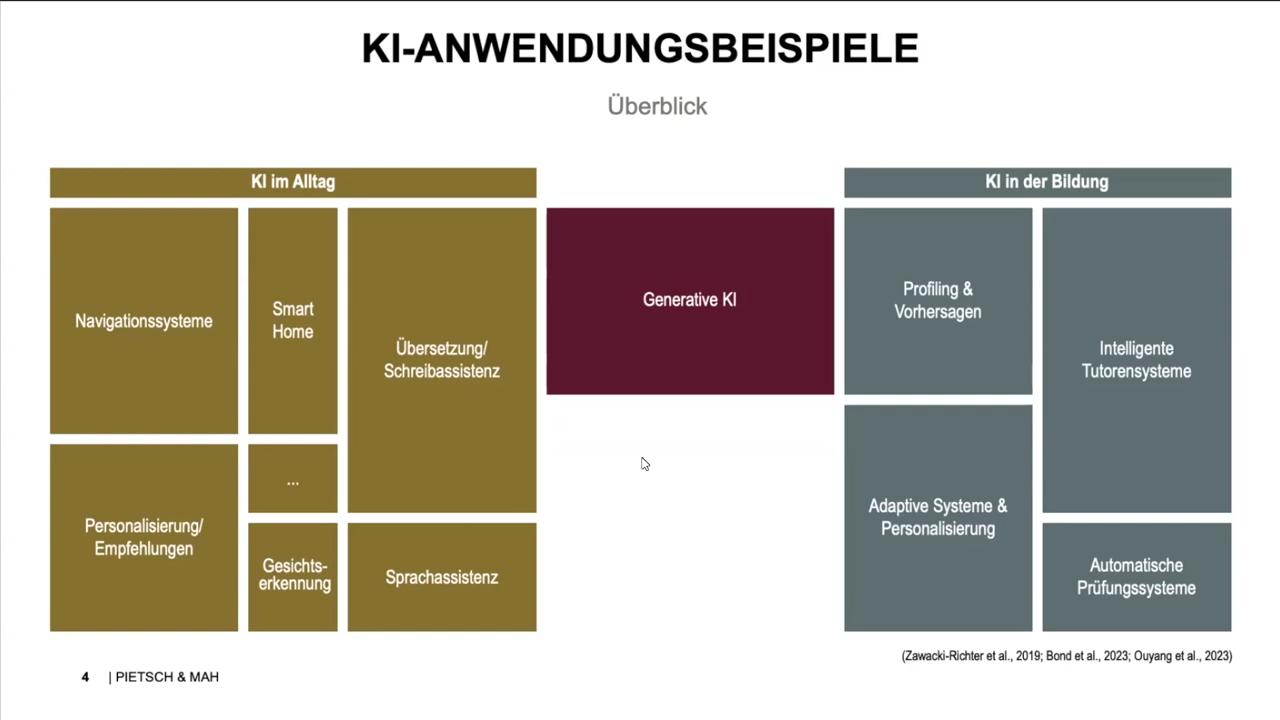 KI-ANWENDUNGSBEISPIELE
Überblick
KI im Alltag
Navigationssysteme
Smart
Home
Übersetzung/
Schreibassistenz
Personalisierung/
Empfehlungen
...
Gesichts-
erkennung
Sprachassistenz
Generative KI
KI in der Bildung
Profiling &
Vorhersagen
Intelligente
Tutorensysteme
Adaptive Systeme &
Personalisierung
Automatische
Prüfungssysteme
(Zawacki-Richter et al., 2019; Bond et al., 2023; Ouyang et al., 2023)
4 | PIETSCH & MAH